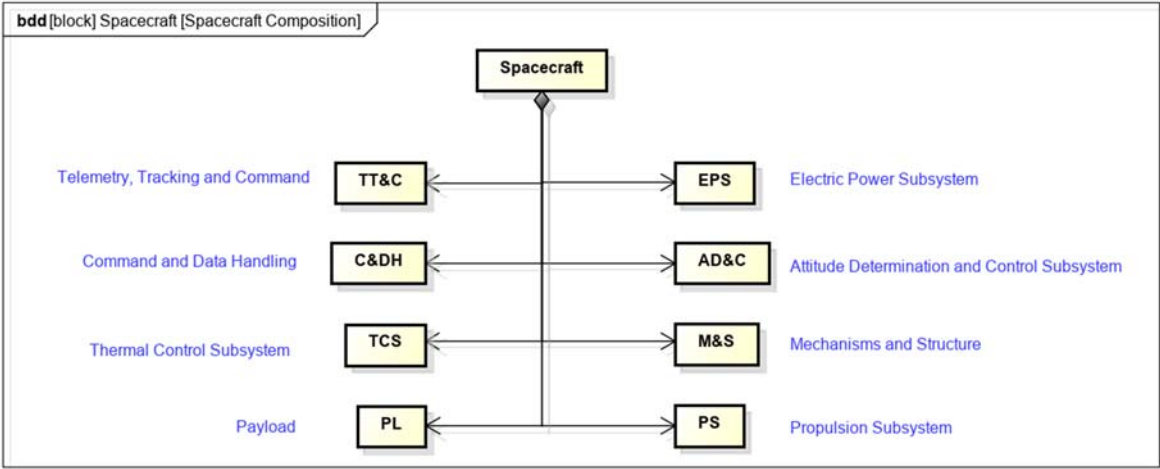 bdd [block] Spacecraft [Spacecraft Composition]
Spacecraft
Telemetry, Tracking and Command TT&C EPS Electric Power Subsystem
Command and Data Handling C&DH AD&C Attitude Determination and Control Subsystem
Thermal Control Subsystem TCS M&S Mechanisms and Structure
Payload PL PS Propulsion Subsystem